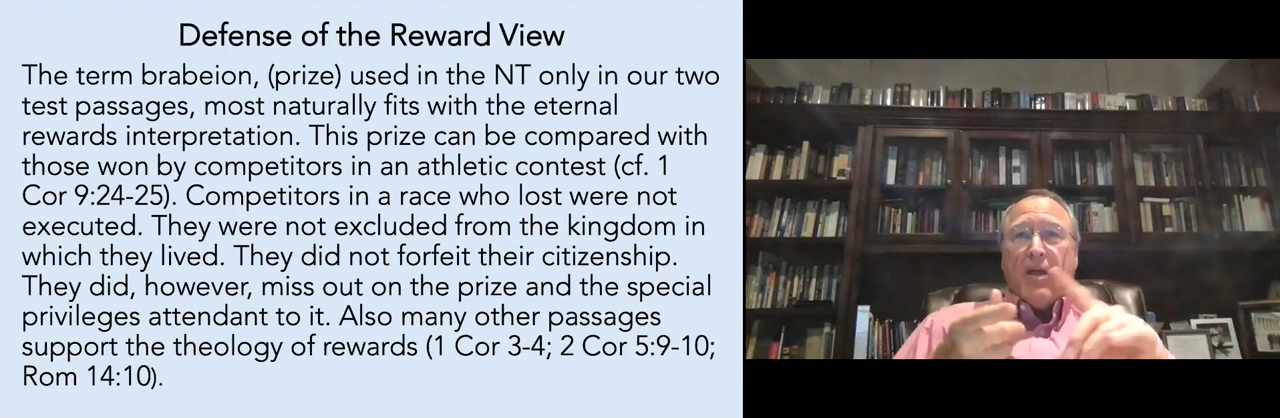 Defense of the Reward View
The term brabeion, (prize) used in the NT only in our two
test passages, most naturally fits with the eternal
rewards interpretation. This prize can be compared with
those won by competitors in an athletic contest (cf. 1
Cor 9:24-25). Competitors in a race who lost were not
executed. They were not excluded from the kingdom in
which they lived. They did not forfeit their citizenship.
They did, however, miss out on the prize and the special
privileges attendant to it. Also many other passages
support the theology of rewards (1 Cor 3-4; 2 Cor 5:9-10;
Rom 14:10).